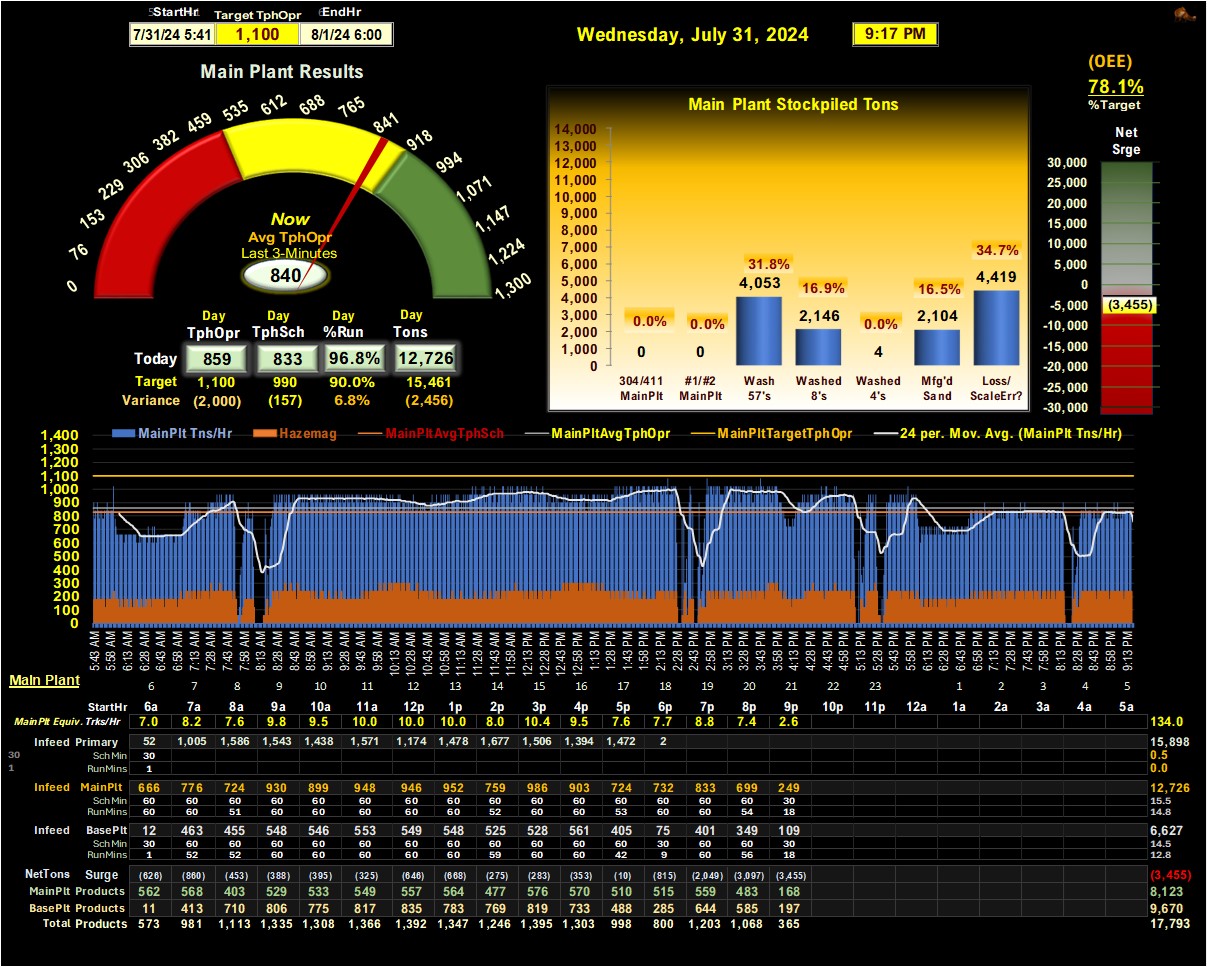 StartHr Target TphOpr EndHr
7/31/24 5:41 1,100 8/1/24 6:00
Wednesday, July 31, 2024 9:17 PM
(OEE)
78.1%
%Target
Main Plant Results
0 76 153 229 306 382 459 535 612 688 765 841 918 994 1,071 1,147 1,224 1,300
Now
Avg TphOpr
Last 3-Minutes
840
Day Day Day Day
TphOpr TphSch %Run Tons
Today 859 833 96.8% 12,726
Target 1,100 990 90.0% 15,461
Variance (2,000) (157) 6.8% (2,456)
Main Plant Stockpiled Tons
14,000
13,000
12,000
11,000
10,000
9,000
8,000
7,000
6,000
5,000
4,000
3,000
2,000
1,000
0
0.0% 0.0% 31.8% 16.9% 0.0% 16.5% 34.7%
0 0 4,053 2,146 4 2,104 4,419
304/411 #1/#2 Wash Washed Washed Mfg'd Loss/
MainPlt MainPlt 57's 8's 4's Sand ScaleErr?
Net
Srge
30,000
25,000
20,000
15,000
10,000
5,000
0
-5,000
-10,000
-15,000
-20,000
-25,000
-30,000
(3,455)
MainPlt Tns/Hr Hazemag MainPltAvgTphSch MainPltAvgTphOpr MainPltTargetTphOpr 24 per. Mov. Avg. (MainPlt Tns/Hr)
1,400
1,300
1,200
1,100
1,000
900
800
700
600
500
400
300
200
100
0
5:43 AM 5:58 AM 6:13 AM 6:28 AM 6:43 AM 6:58 AM 7:13 AM 7:28 AM 7:43 AM 7:58 AM 8:13 AM 8:28 AM 8:43 AM 8:58 AM 9:13 AM 9:28 AM 9:43 AM 9:58 AM 10:13 AM 10:28 AM 10:43 AM 10:58 AM 11:13 AM 11:28 AM 11:43 AM 11:58 AM 12:13 PM 12:28 PM 12:43 PM 12:58 PM 1:13 PM 1:28 PM 1:43 PM 1:58 PM 2:13 PM 2:28 PM 2:43 PM 2:58 PM 3:13 PM 3:28 PM 3:43 PM 3:58 PM 4:13 PM 4:28 PM 4:43 PM 4:58 PM 5:13 PM 5:28 PM 5:43 PM 5:58 PM 6:13 PM 6:28 PM 6:43 PM 6:58 PM 7:13 PM 7:28 PM 7:43 PM 7:58 PM 8:13 PM 8:28 PM 8:43 PM 8:58 PM 9:13 PM
Main Plant
6 7 8 9 10 11 12 13 14 15 16 17 18 19 20 21 22 23 1 2 3 4 5
StartHr 6a 7a 8a 9a 10a 11a 12p 1p 2p 3p 4p 5p 6p 7p 8p 9p 10p 11p 12a 1a 2a 3a 4a 5a
MainPlt Equiv. Trks/Hr 7.0 8.2 7.6 9.8 9.5 10.0 10.0 10.0 8.0 10.4 9.5 7.6 7.7 8.8 7.4 2.6 134.0
Infeed Primary 52 1,005 1,586 1,543 1,438 1,571 1,174 1,478 1,677 1,506 1,394 1,472 2 15,898
30 Sch Min 30 0.5
1 RunMins 1 0.0
Infeed MainPlt 666 776 724 930 899 948 946 952 759 986 903 724 732 833 699 249 12,726
Sch Min 60 60 60 60 60 60 60 60 60 60 60 60 60 60 60 30 15.5
RunMins 60 60 51 60 60 60 60 60 52 60 60 53 60 60 54 18 14.8
Infeed BasePlt 12 463 455 548 546 553 549 548 525 528 561 405 75 401 349 109 6,627
Sch Min 30 60 60 60 60 60 60 60 60 60 60 60 30 60 60 30 14.5
RunMins 1 52 52 60 60 60 60 60 59 60 60 42 9 60 56 18 12.8
NetTons Surge (626) (860) (453) (388) (395) (325) (646) (668) (275) (283) (353) (10) (815) (2,049) (3,097) (3,455) (3,455)
MainPlt Products 562 568 403 529 533 549 557 564 477 576 570 510 515 559 483 168 8,123
BasePlt Products 11 413 710 806 775 817 835 783 769 819 733 488 285 644 585 197 9,670
Total Products 573 981 1,113 1,335 1,308 1,366 1,392 1,347 1,246 1,395 1,303 998 800 1,203 1,068 365 17,793